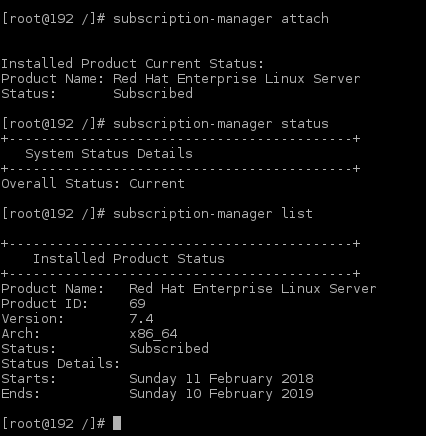 [root@192 /]# subscription-manager attach
Installed Product Current Status:
Product Name: Red Hat Enterprise Linux Server
Status:       Subscribed
[root@192 /]# subscription-manager status
+-------------------------------------------+
   System Status Details
+-------------------------------------------+
Overall Status: Current
[root@192 /]# subscription-manager list
+-------------------------------------------+
    Installed Product Status
+-------------------------------------------+
Product Name:   Red Hat Enterprise Linux Server
Product ID:     69
Version:        7.4
Arch:           x86_64
Status:         Subscribed
Status Details:
Starts:         Sunday 11 February 2018
Ends:           Sunday 10 February 2019
[root@192 /]#